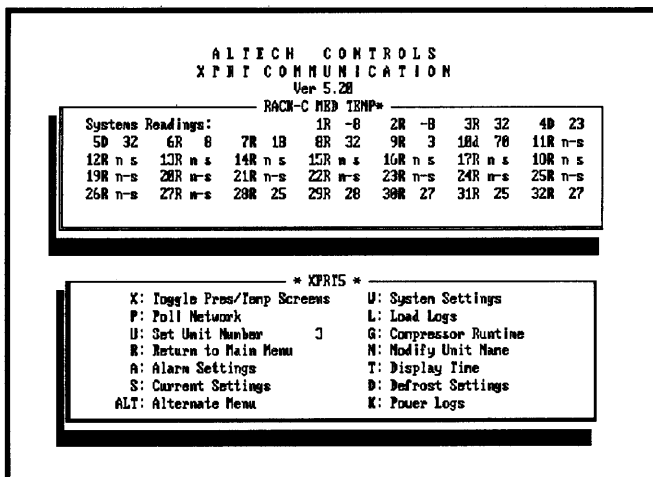 ALTECH CONTROLS
XPRT COMMUNICATION
Ver 5.20
RACK-C MED TEMP*
Systems Readings: 1R -8 2R -8 3R 32 4D 23
5D 32 6R 8 7R 18 8R 32 9R 3 10d 70 11R n-s
12R n s 13R n s 14R n s 15R n s 16R n s 17R n s 18R n s
19R n-s 20R n-s 21R n-s 22R n-s 23R n-s 24R n-s 25R n-s
26R n-s 27R n-s 28R 25 29R 28 30R 27 31R 25 32R 27
* XPRT5 *
X: Toggle Pres/Temp Screens W: System Settings
P: Poll Network L: Load Logs
U: Set Unit Number 3 G: Compressor Runtime
R: Return to Main Menu N: Modify Unit Name
A: Alarm Settings T: Display Time
S: Current Settings D: Defrost Settings
ALT: Alternate Menu K: Power Logs